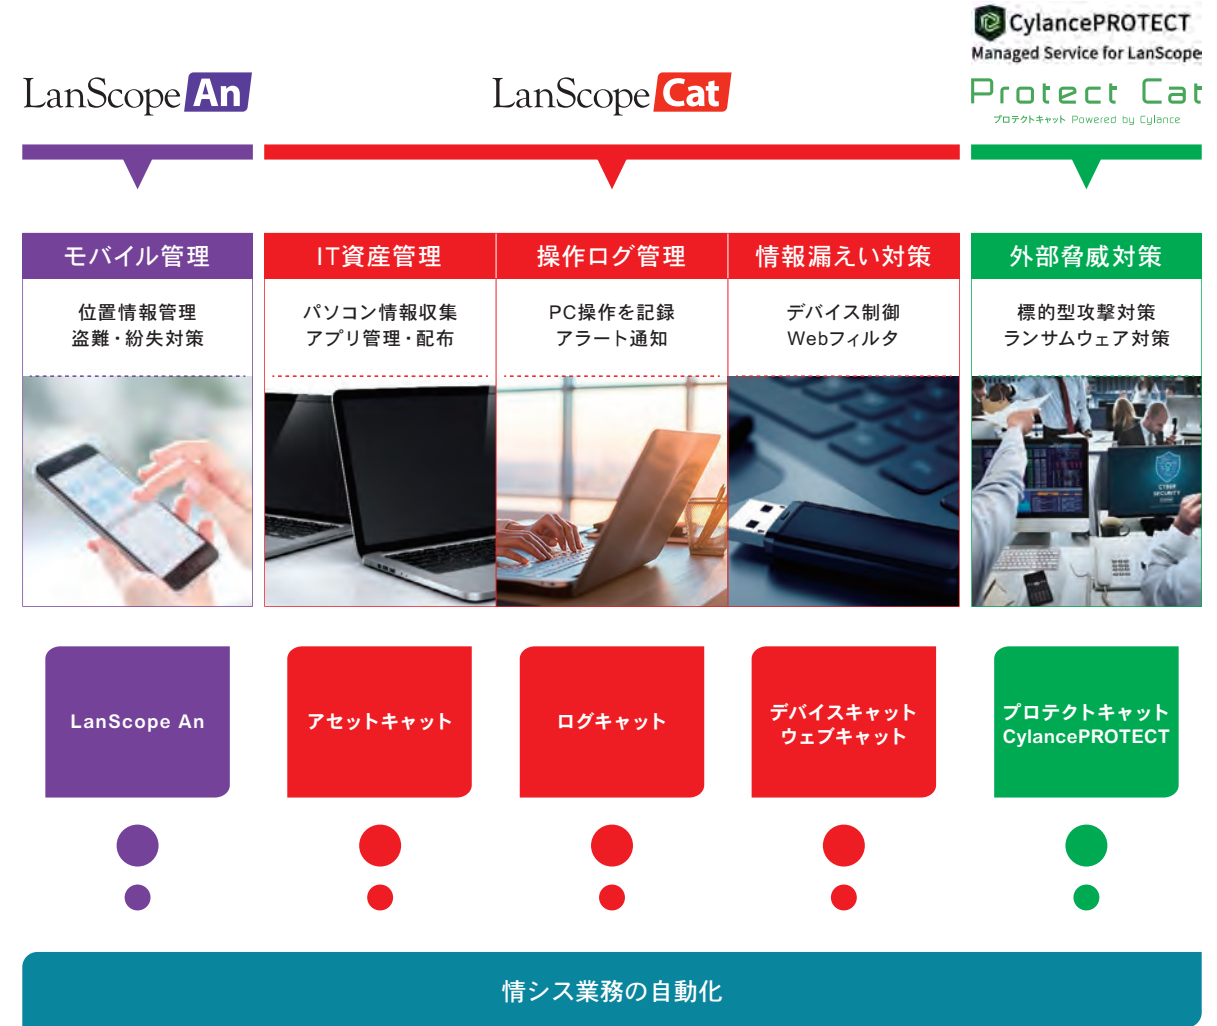 LanScope An
LanScope Cat
CylancePROTECT
Managed Service for LanScope
Protect Cat
プロテクトキャット Powered by Cylance
モバイル管理
位置情報管理
盗難・紛失対策
IT資産管理
パソコン情報収集
アプリ管理・配布
操作ログ管理
PC操作を記録
アラート通知
情報漏えい対策
デバイス制御
Webフィルタ
外部脅威対策
標的型攻撃対策
ランサムウェア対策
CYBER
SECURITY
LanScope An
アセットキャット
ログキャット
デバイスキャット
ウェブキャット
プロテクトキャット
CylancePROTECT
情シス業務の自動化